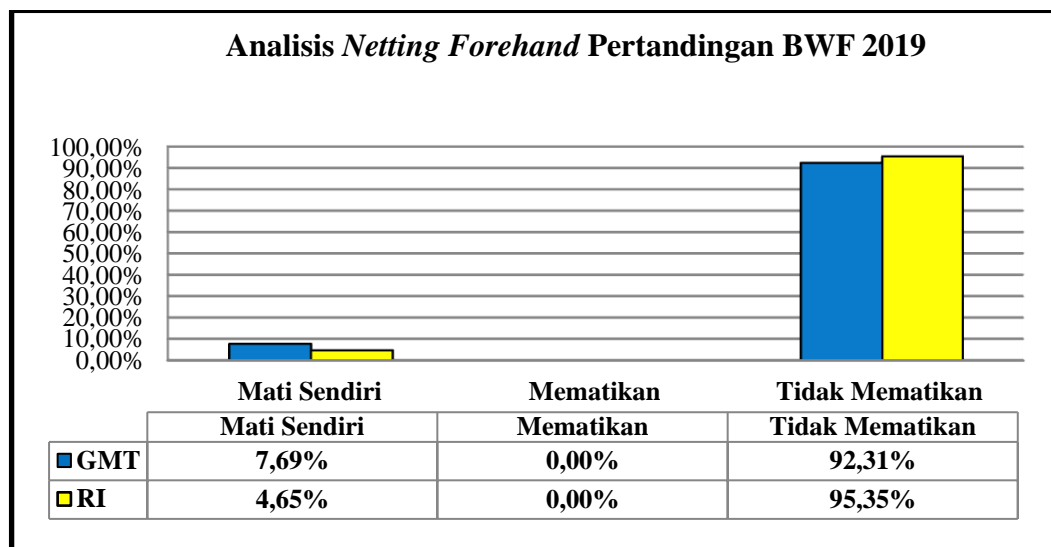 Analisis Netting Forehand Pertandingan BWF 2019
100,00%
90,00%
80,00%
70,00%
60,00%
50,00%
40,00%
30,00%
20,00%
10,00%
0,00%
Mati Sendiri Mematikan Tidak Mematikan
Mati Sendiri Mematikan Tidak Mematikan
GMT 7,69% 0,00% 92,31%
RI 4,65% 0,00% 95,35%